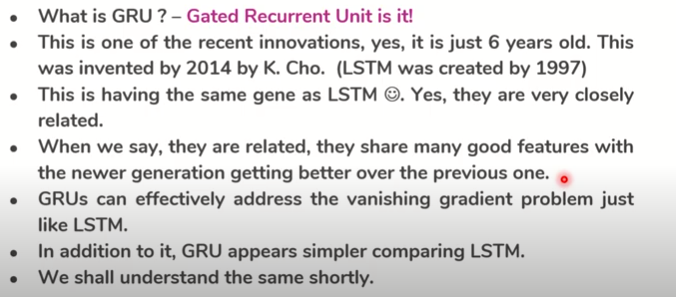 • What is GRU ? – Gated Recurrent Unit is it!
• This is one of the recent innovations, yes, it is just 6 years old. This
was invented by 2014 by K. Cho. (LSTM was created by 1997)
• This is having the same gene as LSTM ☺. Yes, they are very closely
related.
• When we say, they are related, they share many good features with
the newer generation getting better over the previous one.
• GRUs can effectively address the vanishing gradient problem just
like LSTM.
• In addition to it, GRU appears simpler comparing LSTM.
• We shall understand the same shortly.